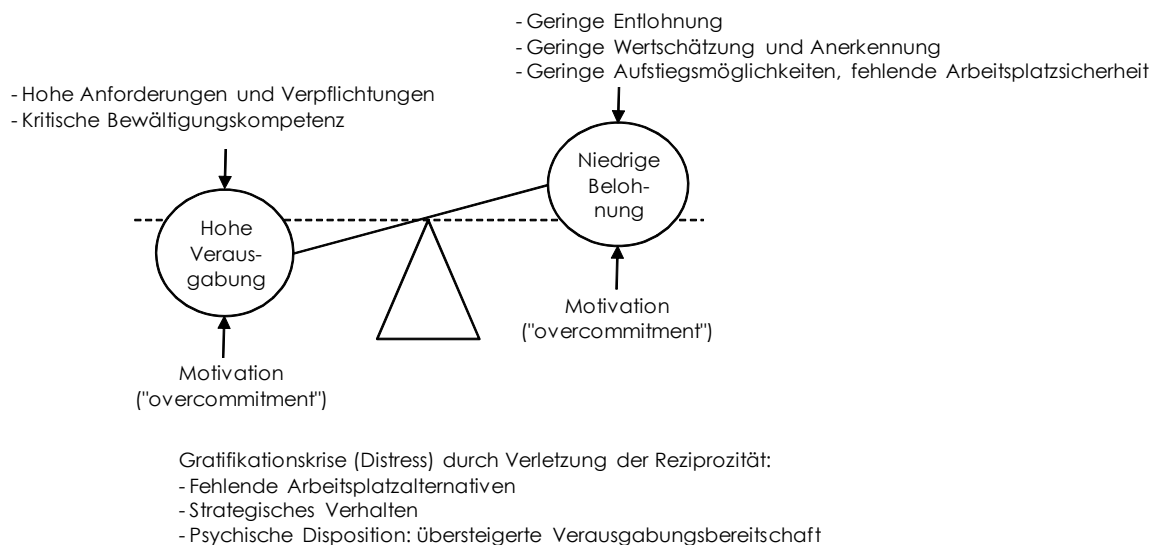 - Geringe Entlohnung
- Geringe Wertschätzung und Anerkennung
- Geringe Aufstiegsmöglichkeiten, fehlende Arbeitsplatzsicherheit
- Hohe Anforderungen und Verpflichtungen
- Kritische Bewältigungskompetenz
Niedrige
Beloh-
nung
Hohe
Veraus-
gabung
Motivation
("overcommitment")
Motivation
("overcommitment")
Gratifikationskrise (Distress) durch Verletzung der Reziprozität:
- Fehlende Arbeitsplatzalternativen
- Strategisches Verhalten
- Psychische Disposition: übersteigerte Verausgabungsbereitschaft